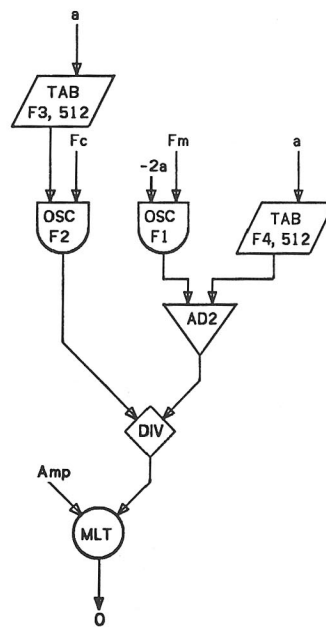 a
TAB
F3, 512
Fc
Fm
a
-2a
OSC
F2
OSC
F1
TAB
F4, 512
AD2
DIV
Amp
MLT
O